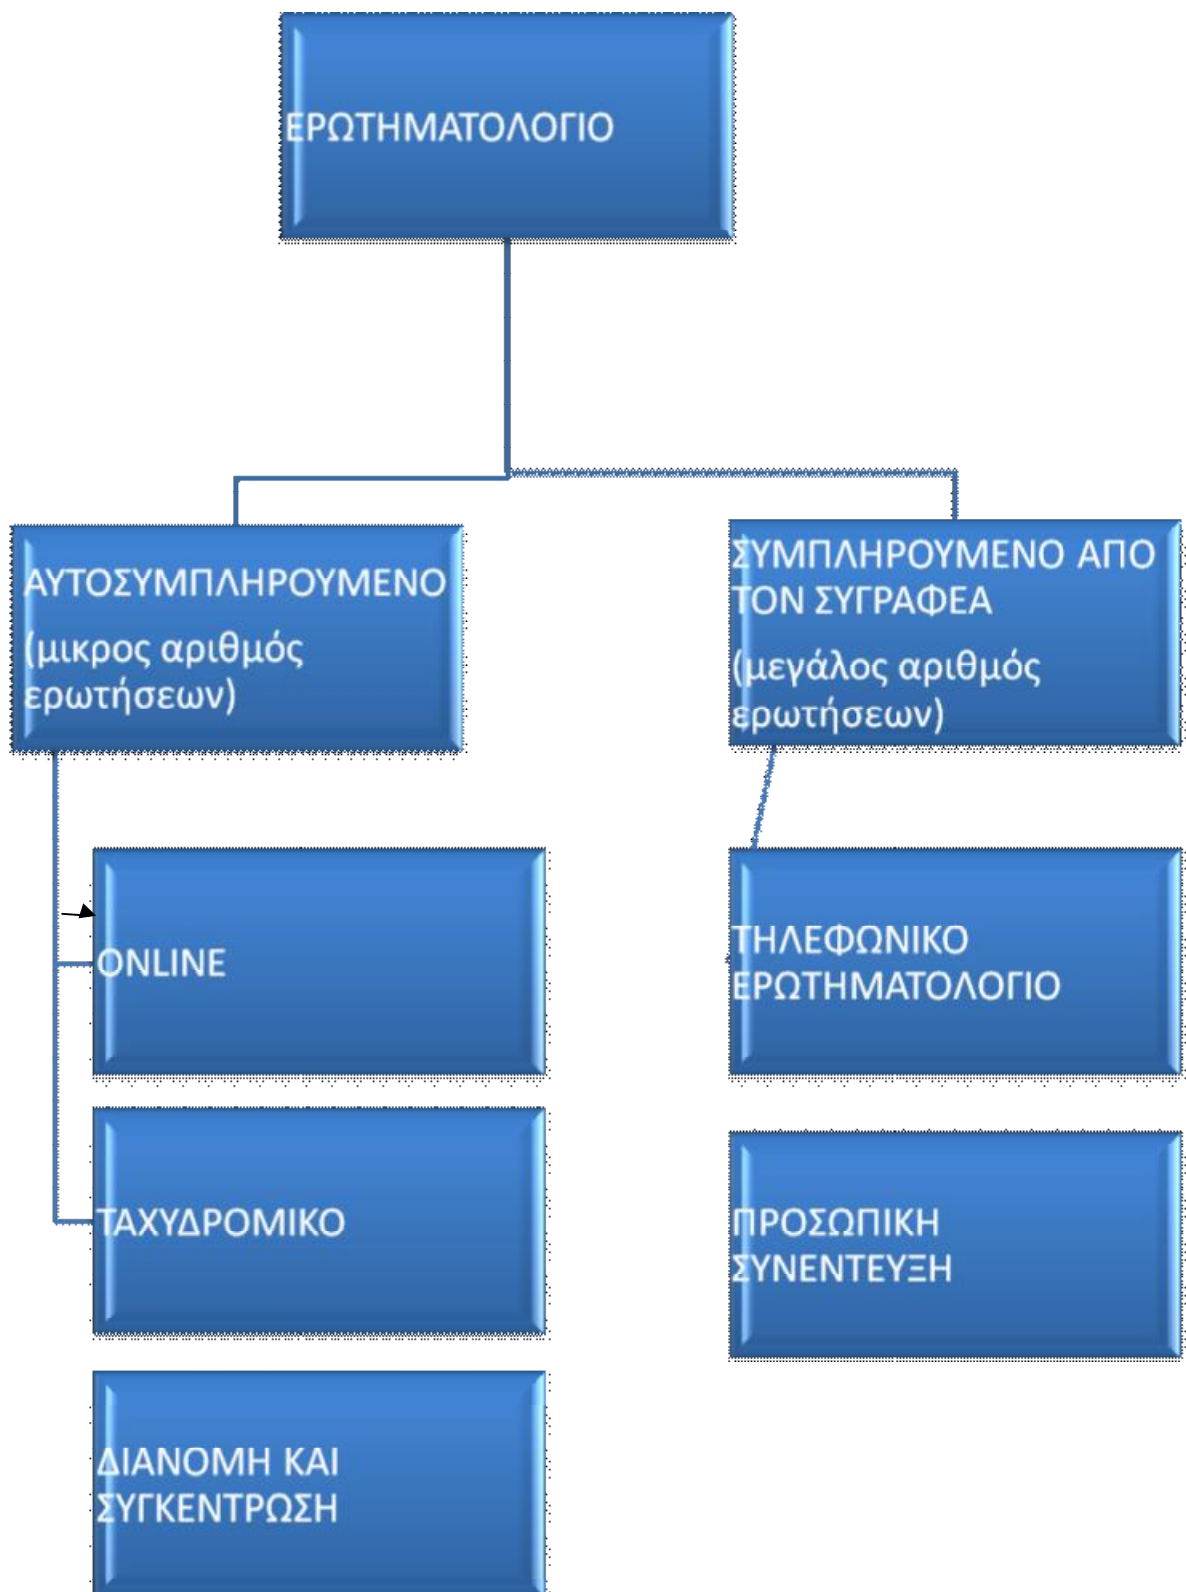 ΕΡΩΤΗΜΑΤΟΛΟΓΙΟ
ΑΥΤΟΣΥΜΠΛΗΡΟΥΜΕΝΟ
(μικρος αριθμός
ερωτήσεων)
ΣΥΜΠΛΗΡΟΥΜΕΝΟ ΑΠΟ
ΤΟΝ ΣΥΓΡΑΦΕΑ
(μεγάλος αριθμός
ερωτήσεων)
ONLINE
ΤΗΛΕΦΩΝΙΚΟ
ΕΡΩΤΗΜΑΤΟΛΟΓΙΟ
ΤΑΧΥΔΡΟΜΙΚΟ
ΠΡΟΣΩΠΙΚΗ
ΣΥΝΕΝΤΕΥΞΗ
ΔΙΑΝΟΜΗ ΚΑΙ
ΣΥΓΚΕΝΤΡΩΣΗ